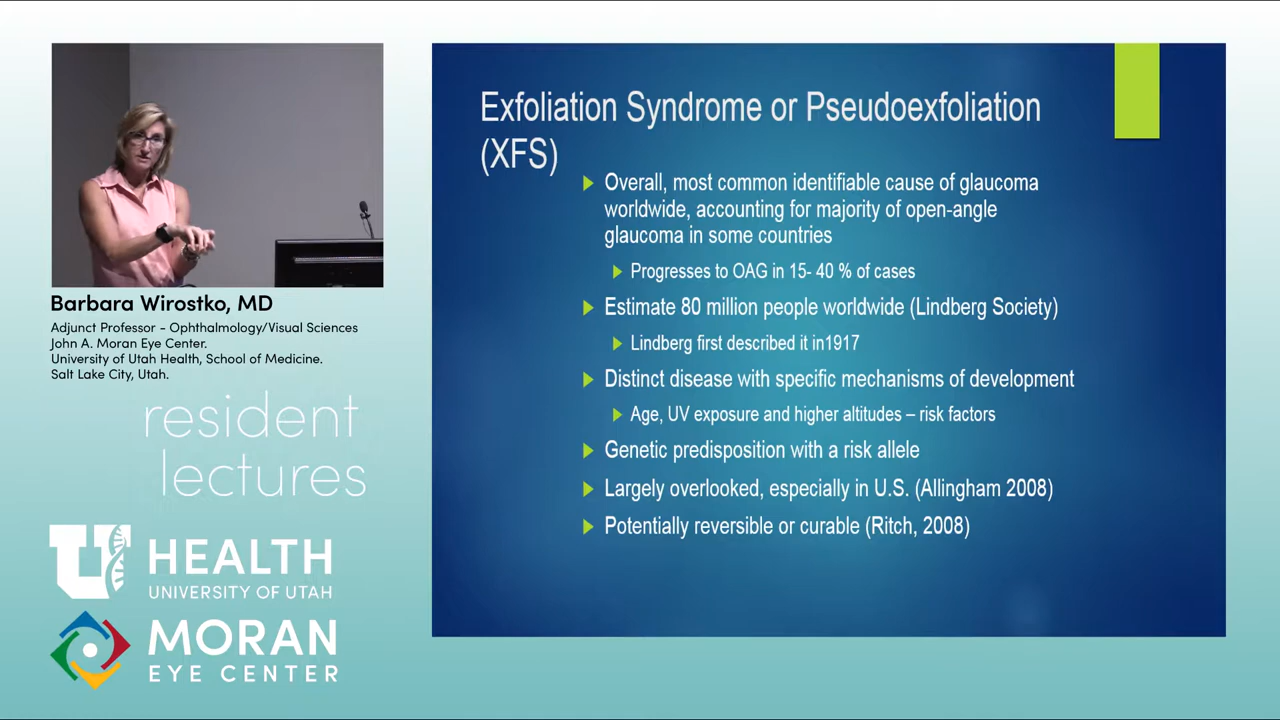 Exfoliation Syndrome or Pseudoexfoliation
(XFS)
Overall, most common identifiable cause of glaucoma
worldwide, accounting for majority of open-angle
glaucoma in some countries
Progresses to OAG in 15- 40 % of cases
Estimate 80 million people worldwide (Lindberg Society)
Lindberg first described it in1917
Distinct disease with specific mechanisms of development
Age, UV exposure and higher altitudes – risk factors
Genetic predisposition with a risk allele
Largely overlooked, especially in U.S. (Allingham 2008)
Potentially reversible or curable (Ritch, 2008)
Barbara Wirostko, MD
Adjunct Professor - Ophthalmology/Visual Sciences
John A. Moran Eye Center.
University of Utah Health, School of Medicine.
Salt Lake City, Utah.
resident
lectures
U HEALTH
UNIVERSITY OF UTAH
MORAN
EYE CENTER